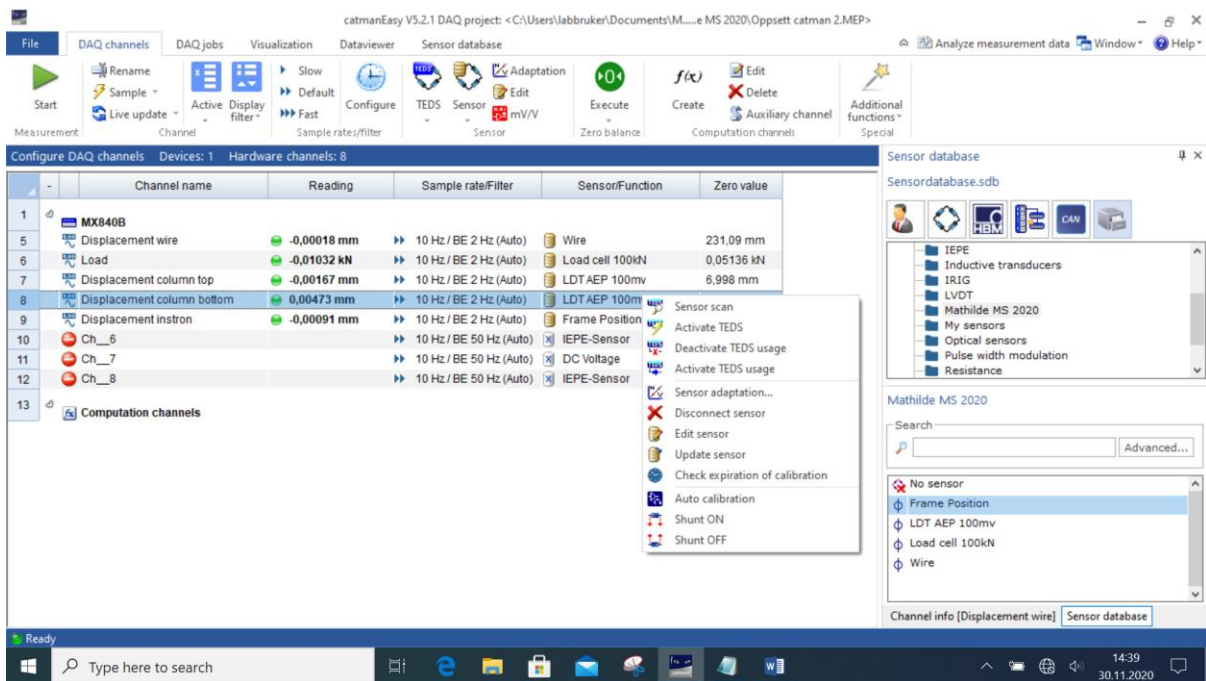 catmanEasy V5.2.1 DAQ project: <C:\Users\labbruker\Documents\M.....e MS 2020\Oppsett catman 2.MEP>
File DAQ channels DAQ jobs Visualization Dataviewer Sensor database Analyze measurement data Window Help
Rename Slow Adaptation Edit
Sample Default Edit Delete
Live update Fast mV/V Auxiliary channel
Start Active Display filter Configure TEDS Sensor Execute f(x) Create Additional functions
Measurement Channel Sample rates/filter Sensor Zero balance Computation channels Special
Configure DAQ channels Devices: 1 Hardware channels: 8
- Channel name Reading Sample rate/Filter Sensor/Function Zero value
1 MX840B
5 Displacement wire -0,00018 mm 10 Hz / BE 2 Hz (Auto) Wire 231,09 mm
6 Load -0,01032 kN 10 Hz / BE 2 Hz (Auto) Load cell 100kN 0,05136 kN
7 Displacement column top -0,00167 mm 10 Hz / BE 2 Hz (Auto) LDT AEP 100mv 6,998 mm
8 Displacement column bottom 0,00473 mm 10 Hz / BE 2 Hz (Auto) LDT AEP 100m
9 Displacement instron -0,00091 mm 10 Hz / BE 2 Hz (Auto) Frame Position
10 Ch__6 10 Hz / BE 50 Hz (Auto) IEPE-Sensor
11 Ch__7 10 Hz / BE 50 Hz (Auto) DC Voltage
12 Ch__8 10 Hz / BE 50 Hz (Auto) IEPE-Sensor
13 fx Computation channels
Sensor scan
Activate TEDS
Deactivate TEDS usage
Activate TEDS usage
Sensor adaptation...
Disconnect sensor
Edit sensor
Update sensor
Check expiration of calibration
Auto calibration
Shunt ON
Shunt OFF
Sensor database
Sensordatabase.sdb
HBM CAN
IEPE
Inductive transducers
IRIG
LVDT
Mathilde MS 2020
My sensors
Optical sensors
Pulse width modulation
Resistance
Mathilde MS 2020
Search
Advanced...
No sensor
Frame Position
LDT AEP 100mv
Load cell 100kN
Wire
Channel info [Displacement wire] Sensor database
Ready
Type here to search
14:39
30.11.2020